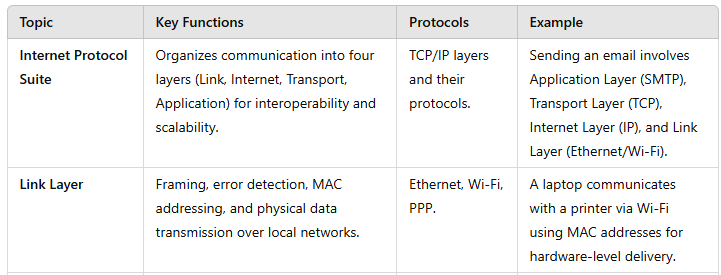 Topic Key Functions Protocols Example
Internet Protocol Suite
Organizes communication into four
layers (Link, Internet, Transport,
Application) for interoperability and
scalability.
TCP/IP layers
and their
protocols.
Sending an email involves
Application Layer (SMTP),
Transport Layer (TCP),
Internet Layer (IP), and Link
Layer (Ethernet/Wi-Fi).
Link Layer
Framing, error detection, MAC
addressing, and physical data
transmission over local networks.
Ethernet, Wi-Fi,
PPP.
A laptop communicates
with a printer via Wi-Fi
using MAC addresses for
hardware-level delivery.